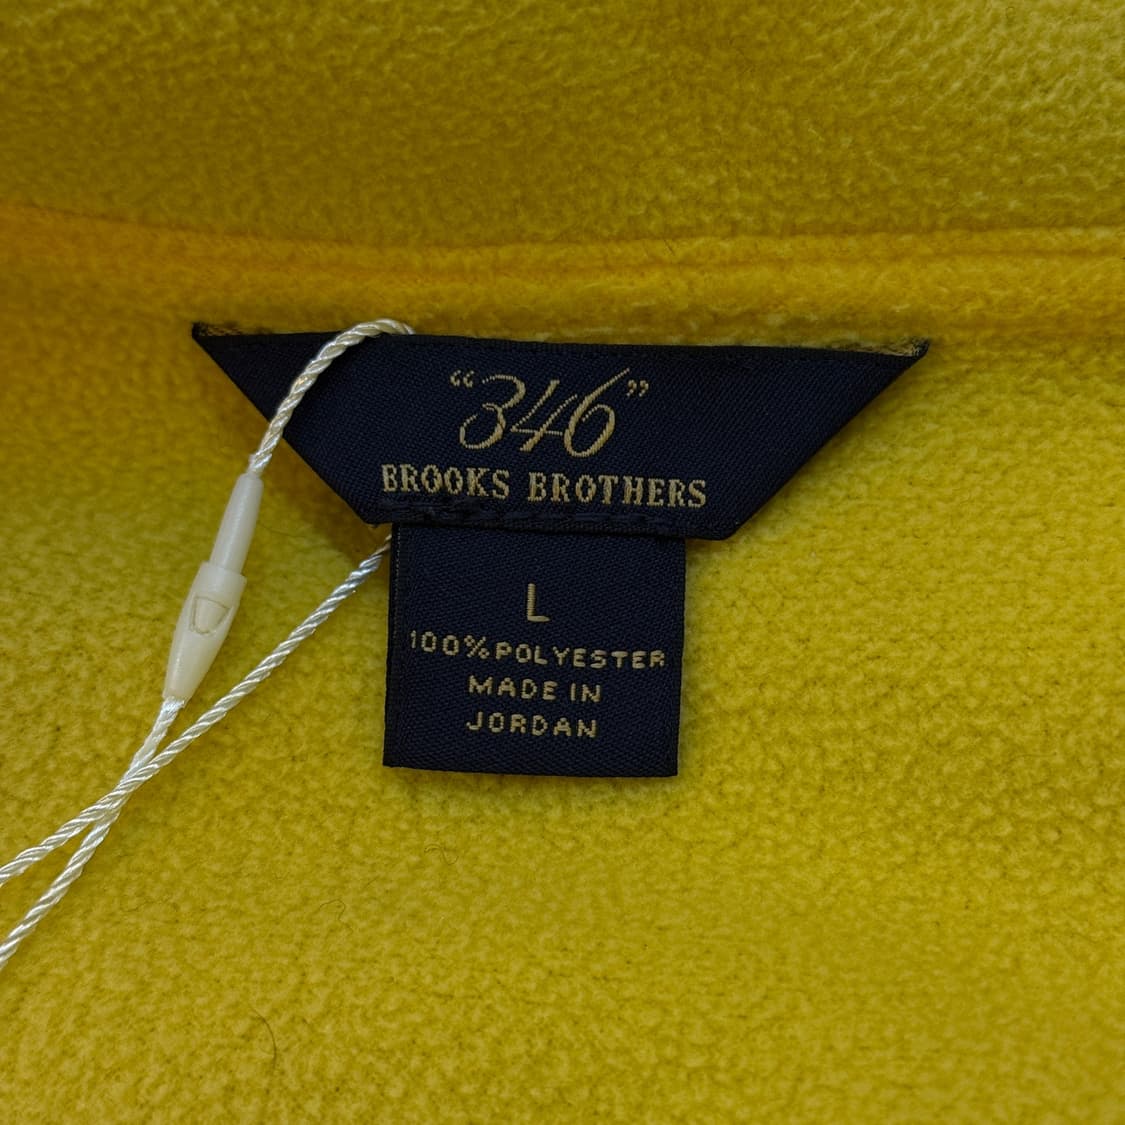 “346”
BROOKS BROTHERS
L
100% POLYESTER
MADE IN
JORDAN